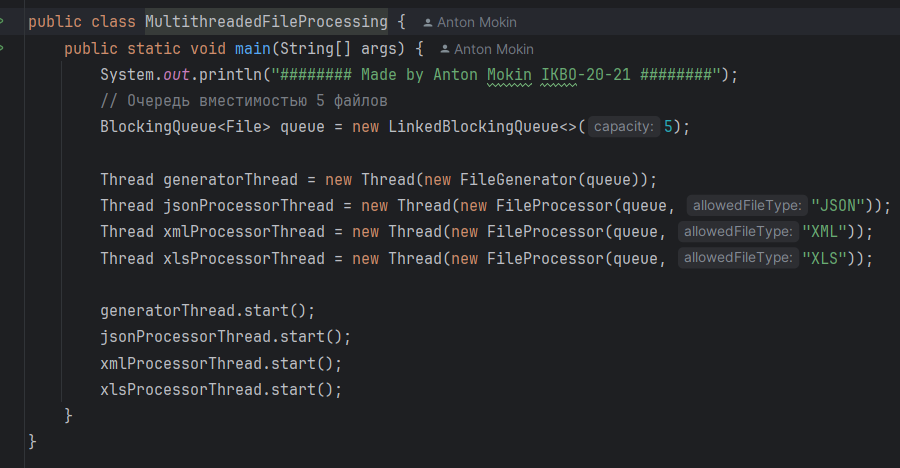 public class MultithreadedFileProcessing { Anton Mokin
public static void main(String[] args) { Anton Mokin
System.out.println("######## Made by Anton Mokin IKBO-20-21 ########");
// Очередь вместимостью 5 файлов
BlockingQueue<File> queue = new LinkedBlockingQueue<>( capacity: 5);
Thread generatorThread = new Thread(new FileGenerator(queue));
Thread jsonProcessorThread = new Thread(new FileProcessor(queue, allowedFileType: "JSON"));
Thread xmlProcessorThread = new Thread(new FileProcessor(queue, allowedFileType: "XML"));
Thread xlsProcessorThread = new Thread(new FileProcessor(queue, allowedFileType: "XLS"));
generatorThread.start();
jsonProcessorThread.start();
xmlProcessorThread.start();
xlsProcessorThread.start();
}
}